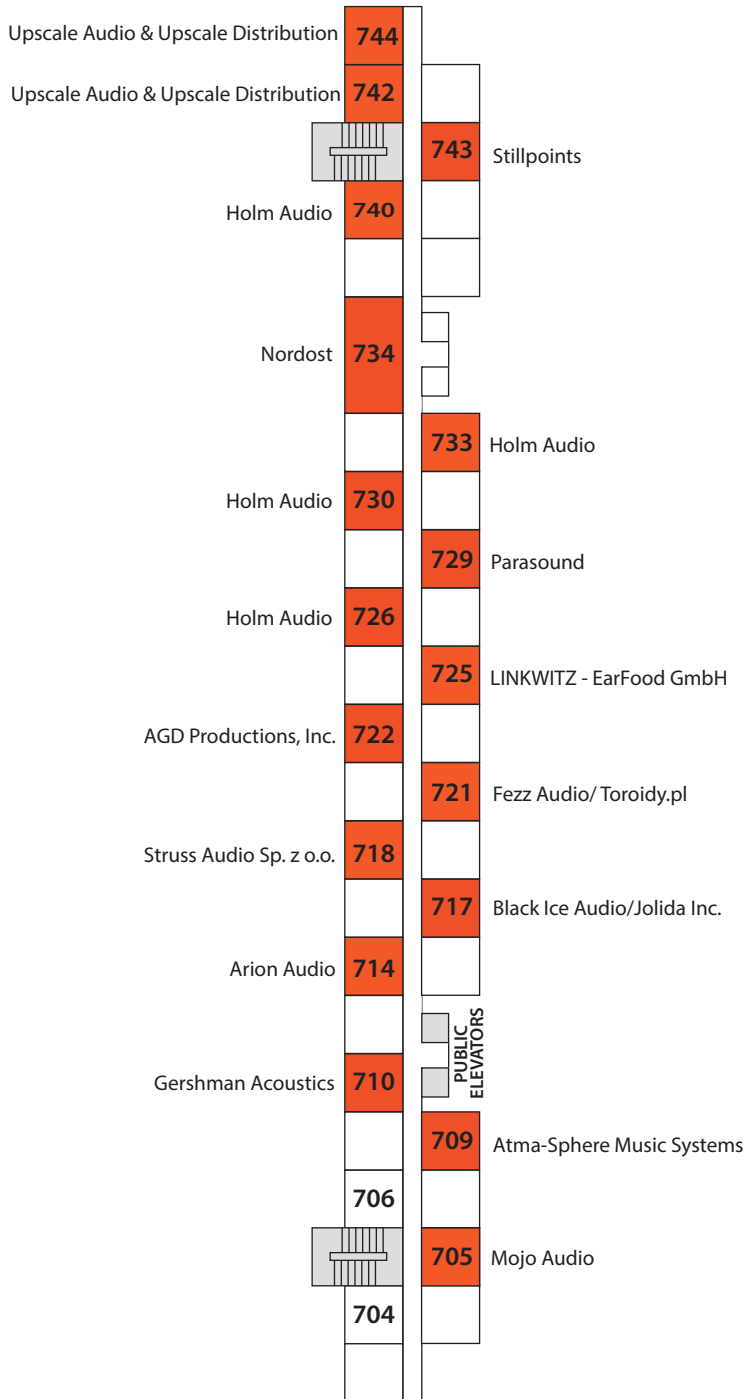 Upscale Audio & Upscale Distribution 744
Upscale Audio & Upscale Distribution 742
743 Stillpoints
Holm Audio 740
Nordost 734
733 Holm Audio
Holm Audio 730
729 Parasound
Holm Audio 726
725 LINKWITZ - EarFood GmbH
AGD Productions, Inc. 722
721 Fezz Audio/ Toroidy.pl
Struss Audio Sp. z o.o. 718
717 Black Ice Audio/Jolida Inc.
Arion Audio 714
PUBLIC
ELEVATORS
Gershman Acoustics 710
709 Atma-Sphere Music Systems
706
705 Mojo Audio
704